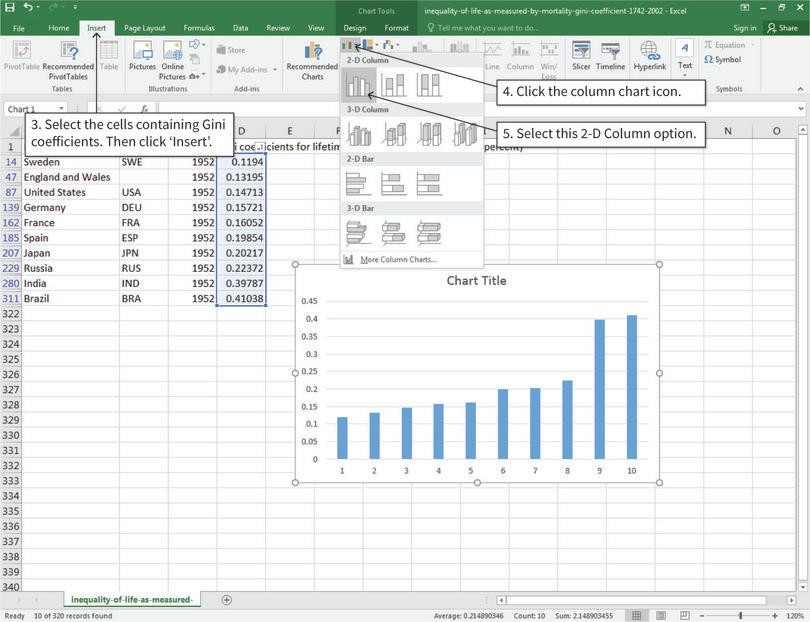 Chart Tools
inequality-of-life-as-measured-by-mortality-gini-coefficient-1742-2002 - Excel
File Home Insert Page Layout Formulas Data Review View Design Format Tell me what you want to do... Sign in Share
PivotTable Recommended PivotTables Table
Tables
Pictures Online Pictures
Illustrations
Store
My Add-ins
Add-ins
Recommended Charts
Line Column Win/ Loss
Slicer Timeline
Hyperlink
Text
Equation
Symbol
Symbols
2-D Column
3-D Column
2-D Bar
3-D Bar
More Column Charts...
4. Click the column chart icon.
5. Select this 2-D Column option.
3. Select the cells containing Gini
coefficients. Then click ‘Insert’.
Chart 1
fx
D E F N O
1
14 Sweden SWE 1952 0.1194
47 England and Wales 1952 0.13195
87 United States USA 1952 0.14713
139 Germany DEU 1952 0.15721
162 France FRA 1952 0.16052
185 Spain ESP 1952 0.19854
207 Japan JPN 1952 0.20217
229 Russia RUS 1952 0.22372
280 India IND 1952 0.39787
311 Brazil BRA 1952 0.41038
322
323
324
325
326
327
328
329
330
331
332
333
334
335
336
337
338
339
340
Chart Title
0.45
0.4
0.35
0.3
0.25
0.2
0.15
0.1
0.05
0
1 2 3 4 5 6 7 8 9 10
inequality-of-life-as-measured-
Ready 10 of 320 records found Average: 0.214890346 Count: 10 Sum: 2.148903455 120%